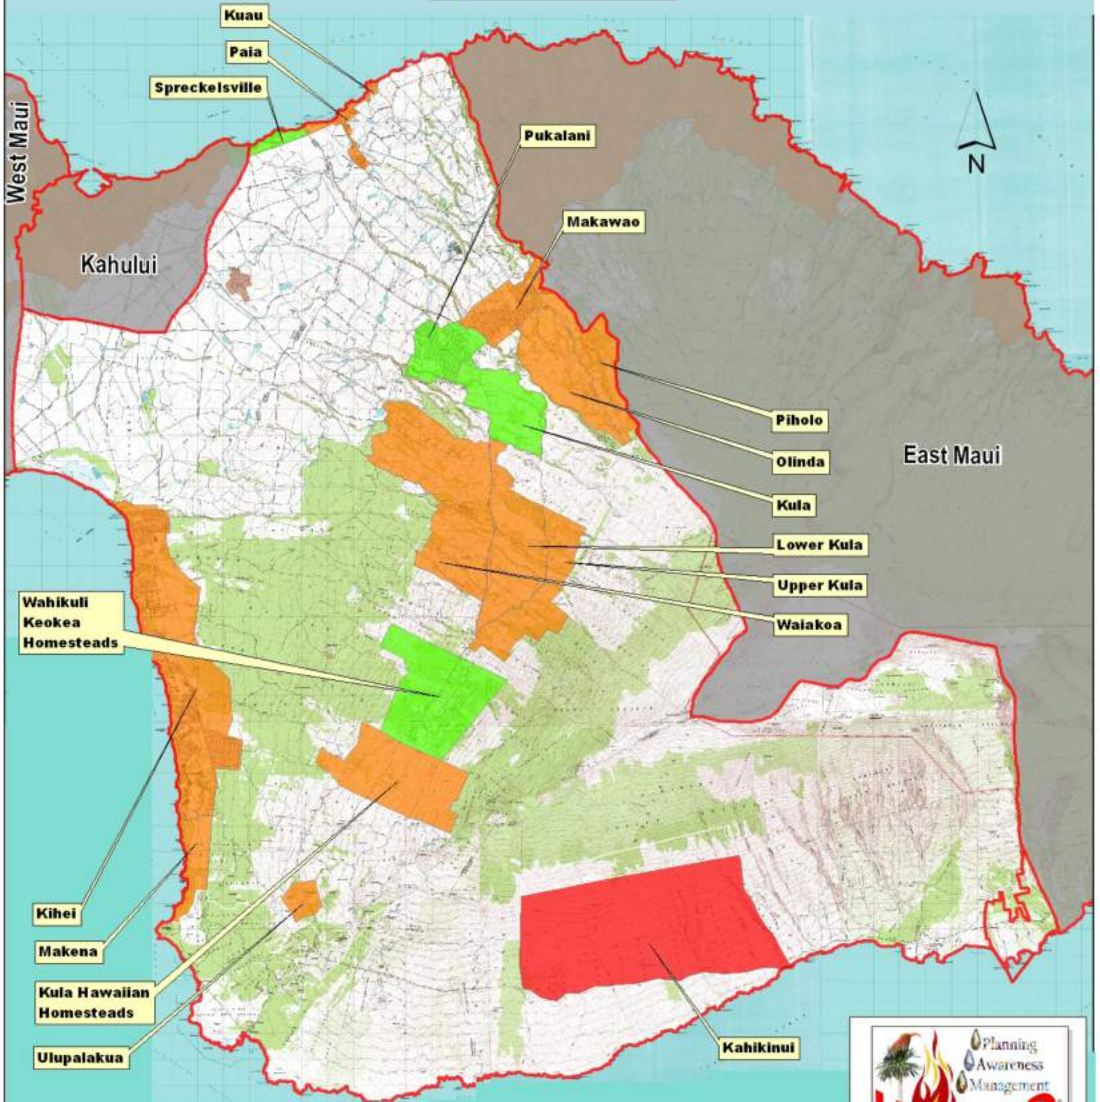 Kuau
Paia
Spreckelsville
West Maui
Pukalani
N
Makawao
Kahului
Piholo
Olinda
East Maui
Kula
Lower Kula
Upper Kula
Waiakoa
Wahikuli
Keokea
Homesteads
Kihei
Makena
Kula Hawaiian
Homesteads
Ulupalakua
Kahikinui
Planning
Awareness
Management